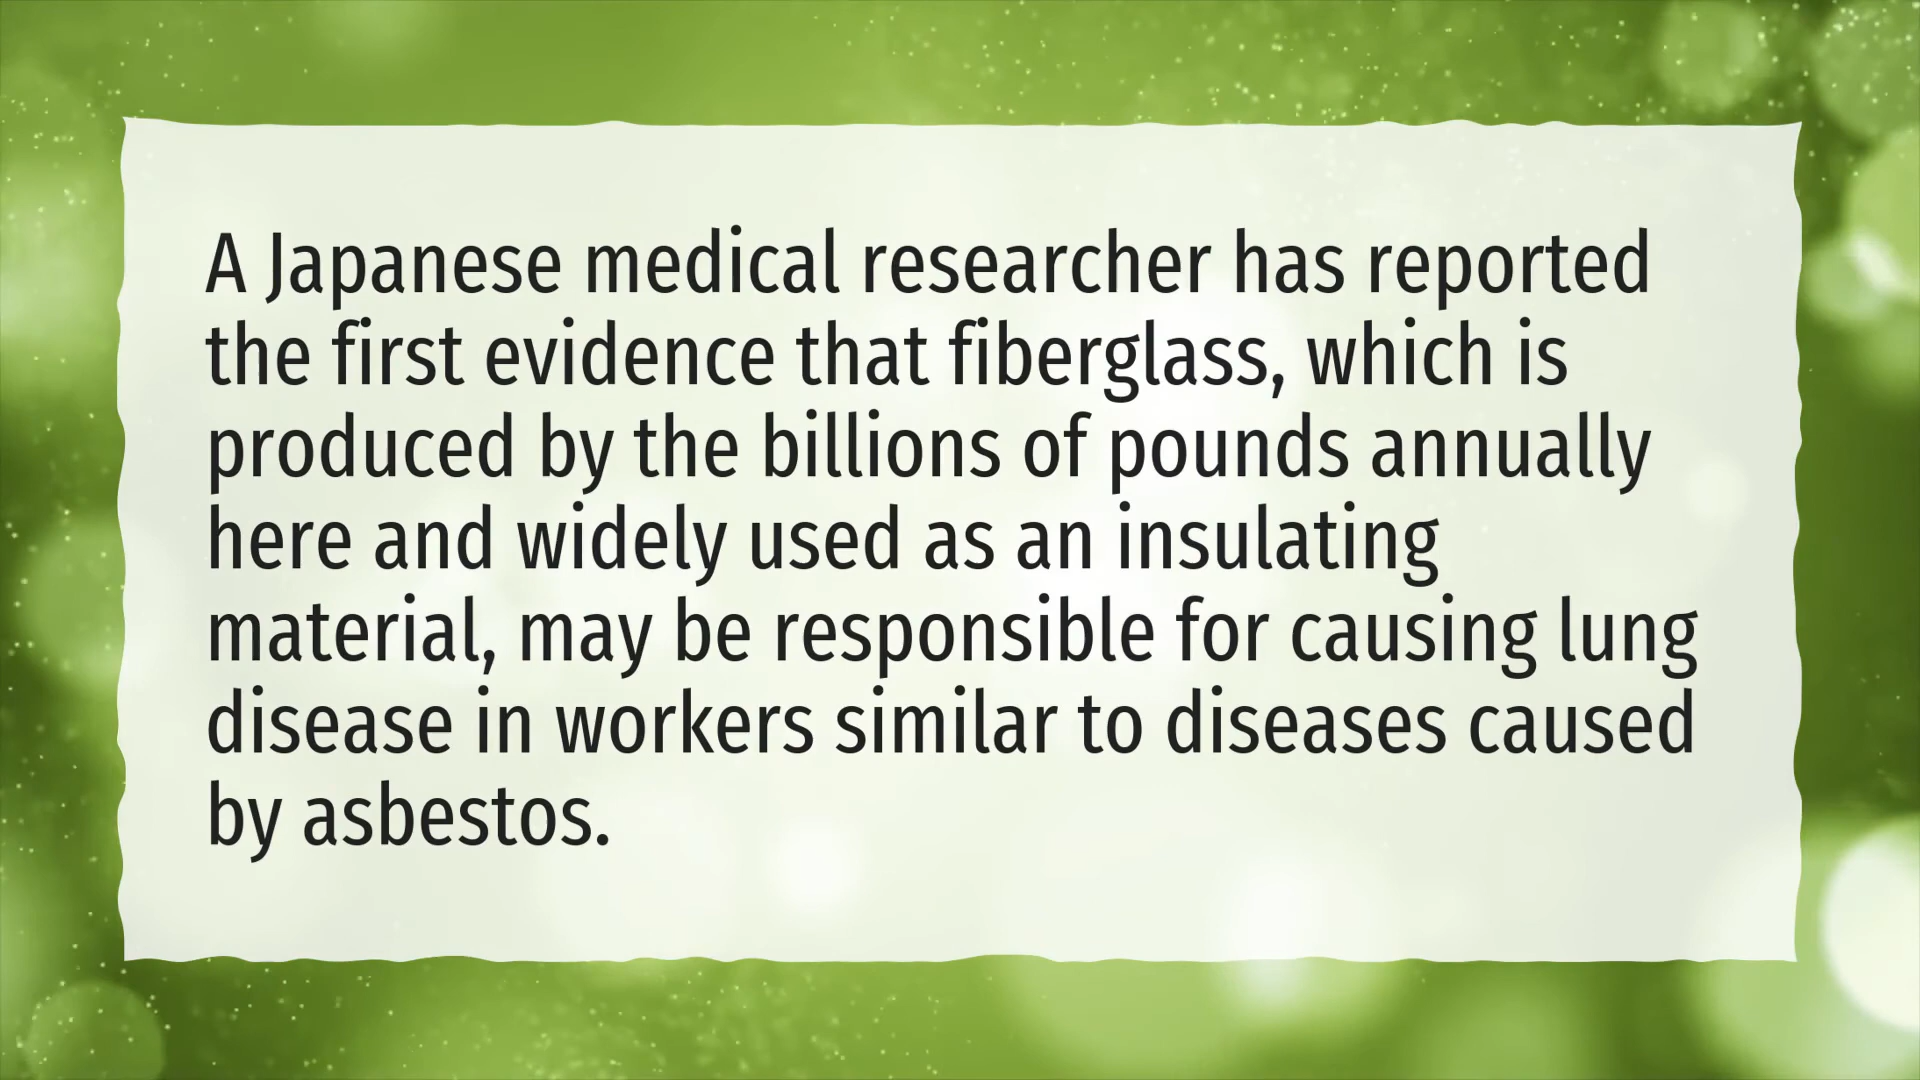 A Japanese medical researcher has reported
the first evidence that fiberglass, which is
produced by the billions of pounds annually
here and widely used as an insulating
material, may be responsible for causing lung
disease in workers similar to diseases caused
by asbestos.